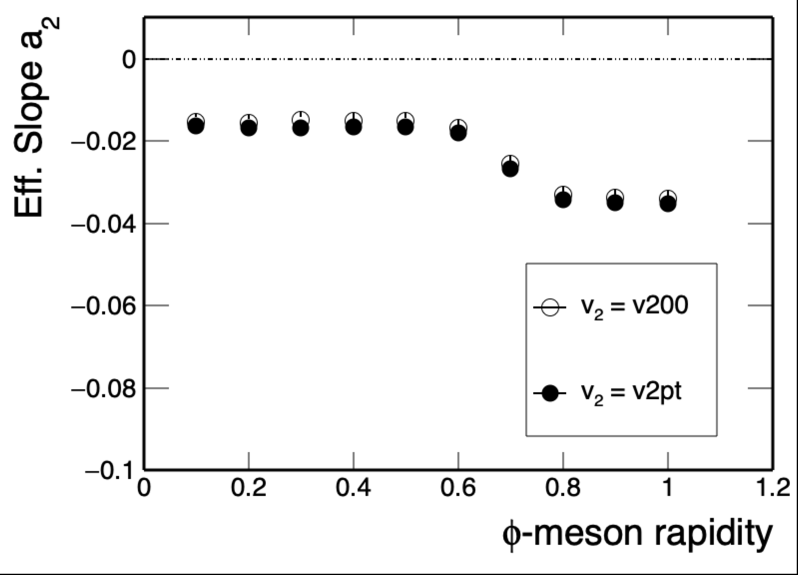 Eff. Slope a₂
0
−0.02
−0.04
−0.06
−0.08
−0.1
v₂ = v200
v₂ = v2pt
0 0.2 0.4 0.6 0.8 1 1.2
ϕ-meson rapidity